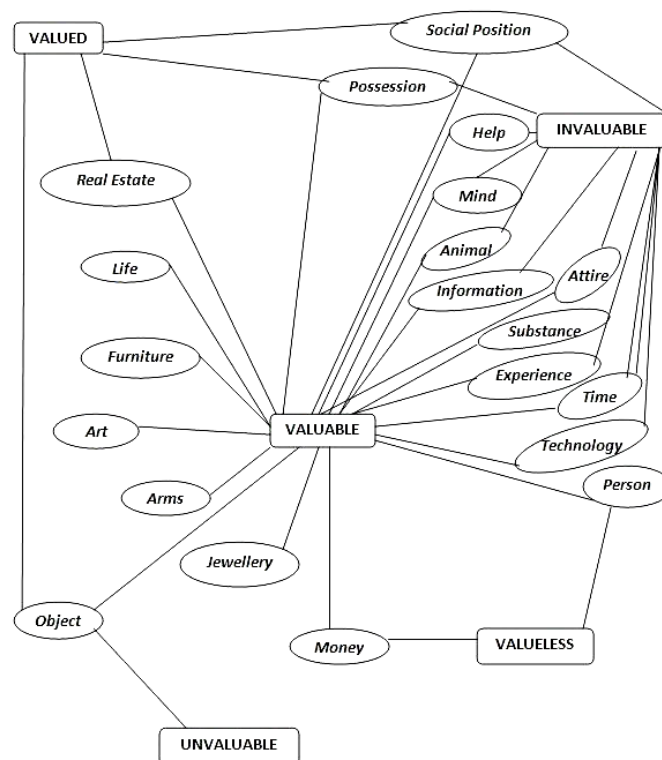 Social Position
VALUED
Possession
Help
INVALUABLE
Real Estate
Mind
Animal
Life
Information
Attire
Substance
Furniture
Experience
Time
Art
VALUABLE
Technology
Arms
Person
Jewellery
Object
Money
VALUELESS
UNVALUABLE